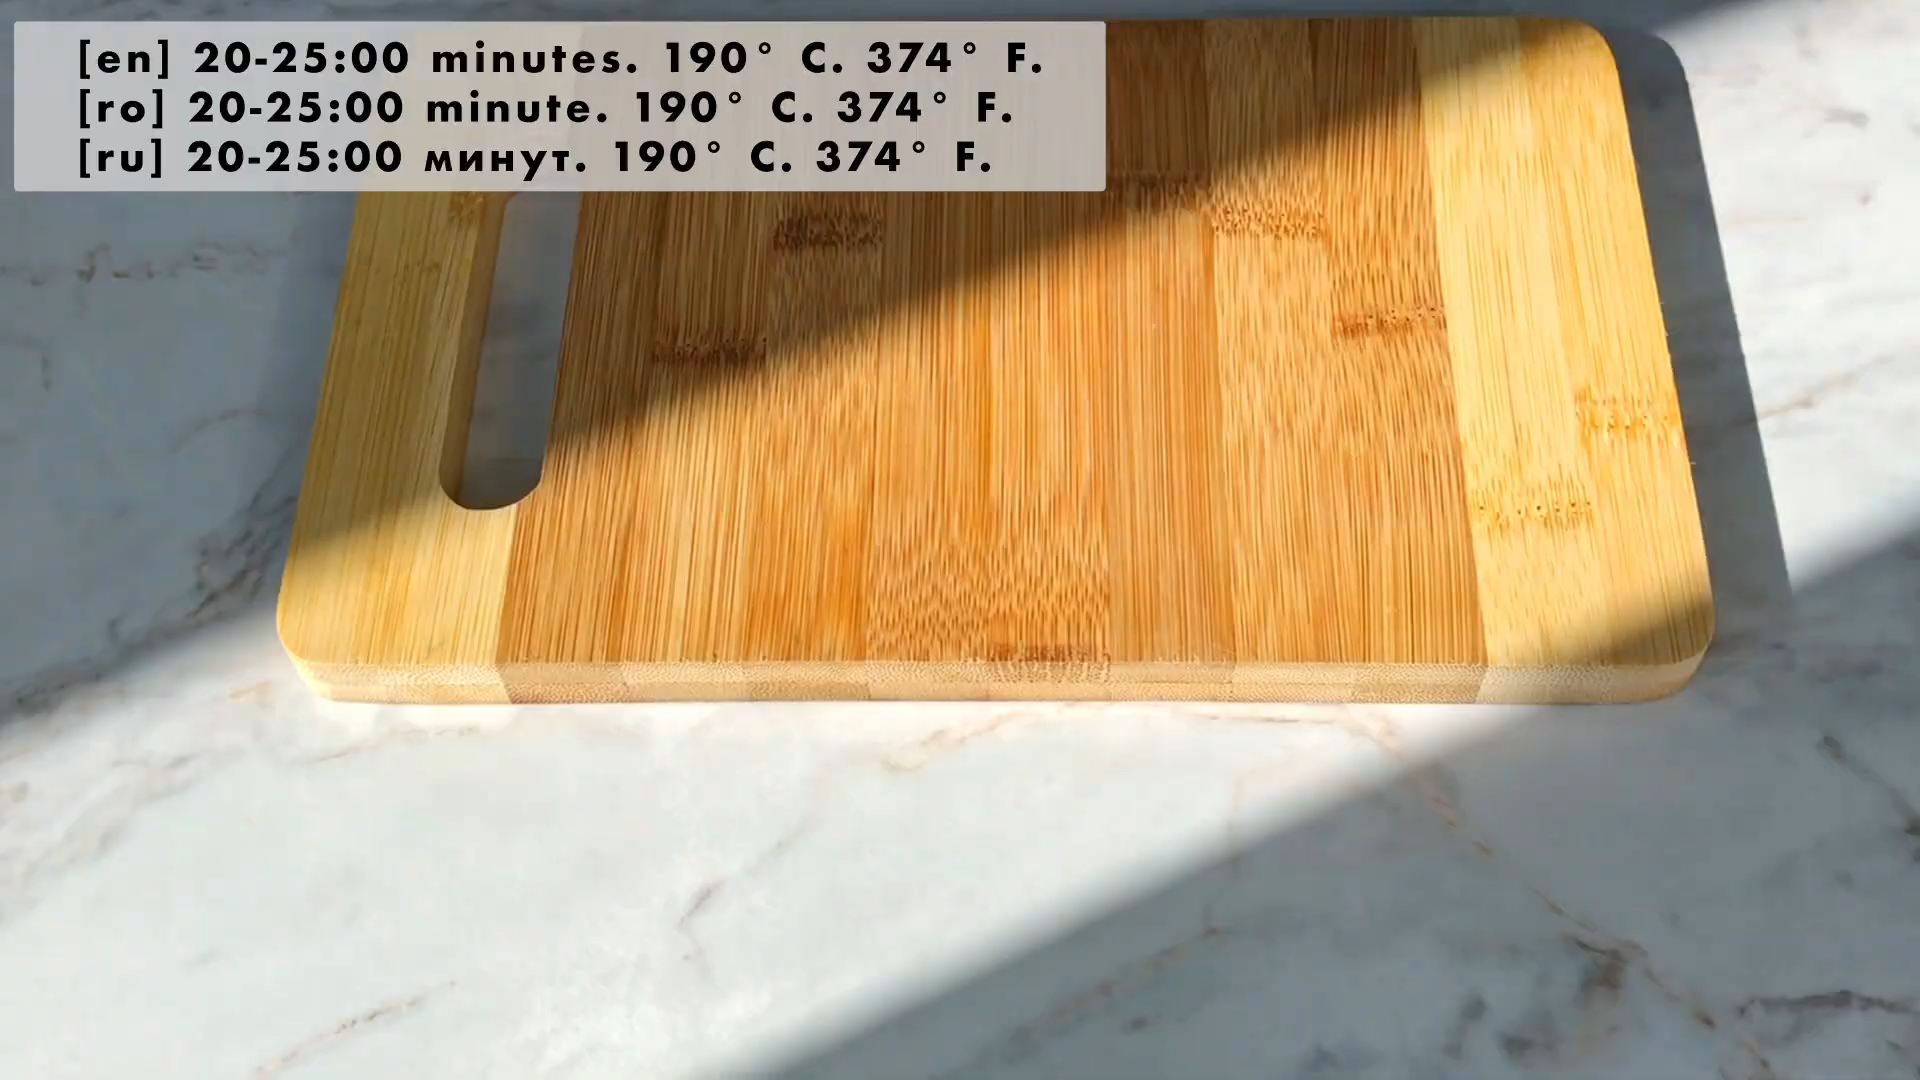 [en] 20-25:00 minutes. 190° C. 374° F.
[ro] 20-25:00 minute. 190° C. 374° F.
[ru] 20-25:00 минут. 190° C. 374° F.